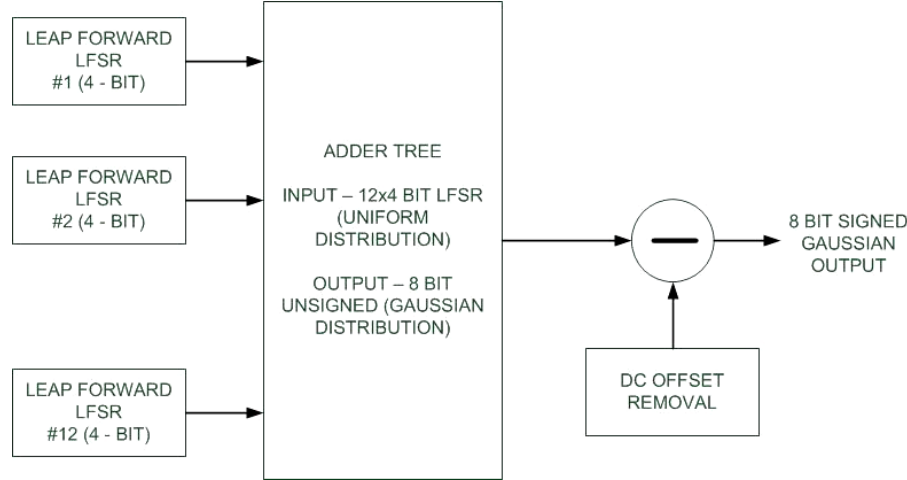 LEAP FORWARD
LFSR
#1 (4 - BIT)
LEAP FORWARD
LFSR
#2 (4 - BIT)
LEAP FORWARD
LFSR
#12 (4 - BIT)
ADDER TREE
INPUT – 12x4 BIT LFSR
(UNIFORM
DISTRIBUTION)
OUTPUT – 8 BIT
UNSIGNED (GAUSSIAN
DISTRIBUTION)
DC OFFSET
REMOVAL
8 BIT SIGNED
GAUSSIAN
OUTPUT